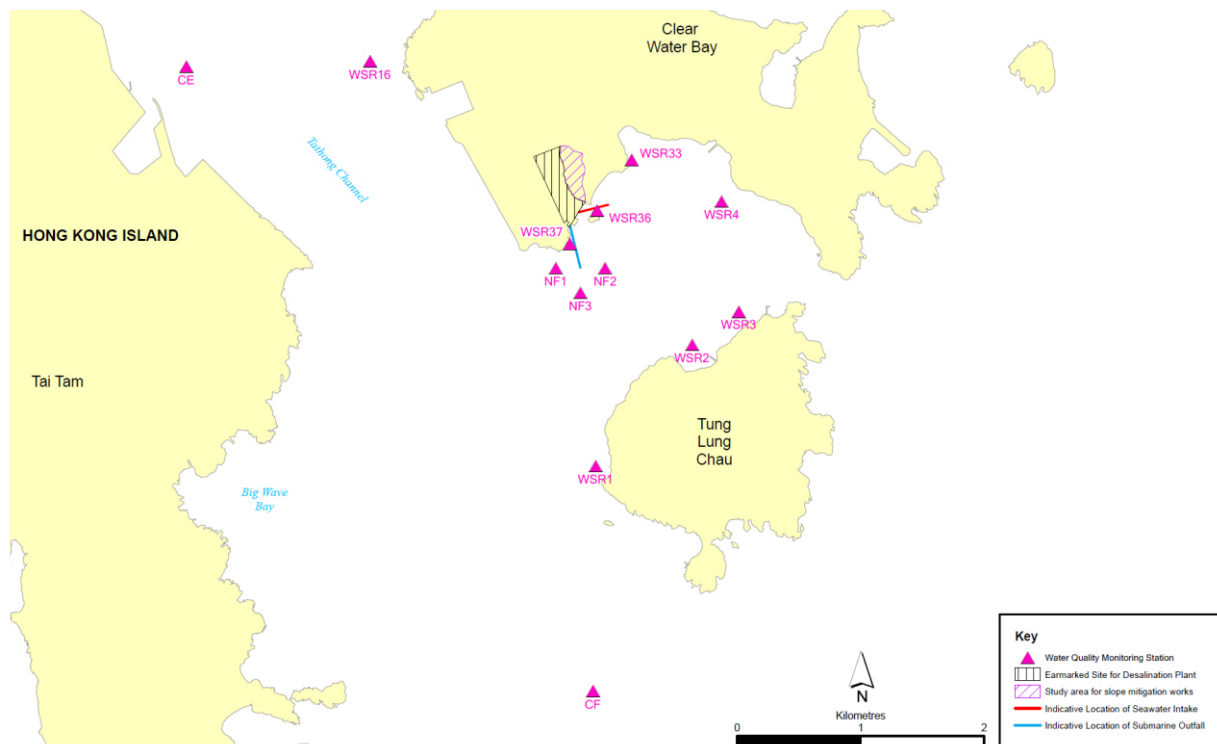 Clear
Water Bay
CE
WSR16
Tathong Channel
WSR33
WSR4
WSR36
HONG KONG ISLAND
WSR37
NF1
NF2
NF3
WSR3
WSR2
Tai Tam
Tung
Lung
Chau
WSR1
Big Wave
Bay
CF
N
Kilometres
0 1 2
Key
Water Quality Monitoring Station
Earmarked Site for Desalination Plant
Study area for slope mitigation works
Indicative Location of Seawater Intake
Indicative Location of Submarine Outfall